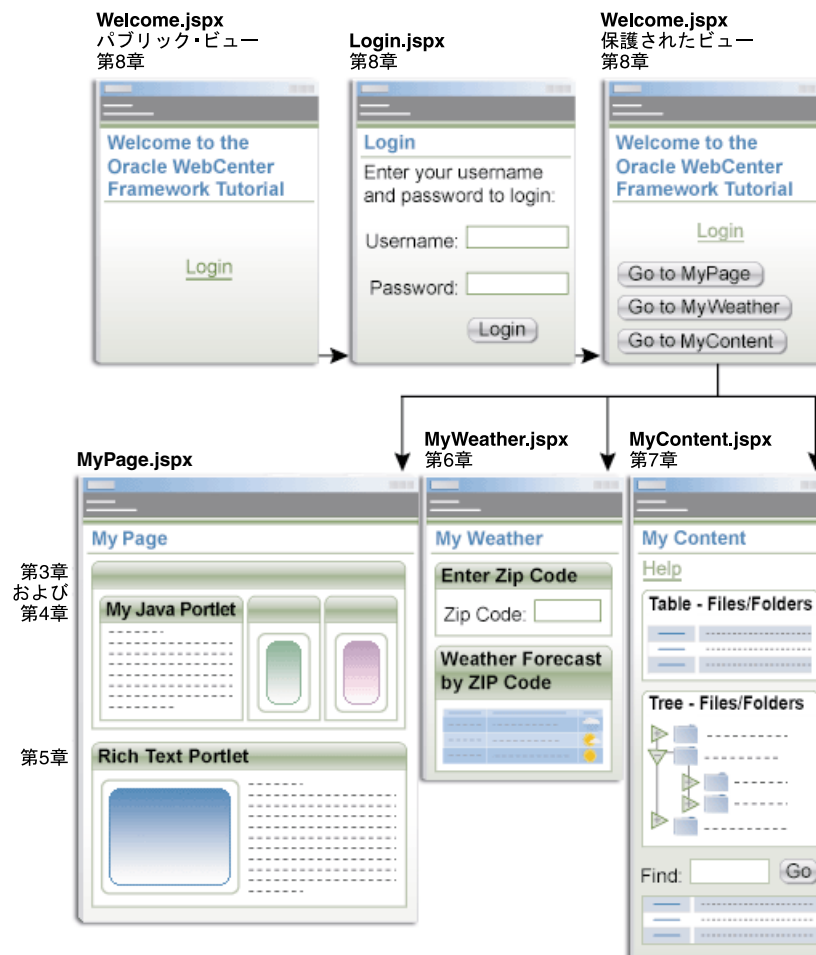 Welcome.jspx
パブリック・ビュー
第8章
Login.jspx
第8章
Welcome.jspx
保護されたビュー
第8章
Welcome to the
Oracle WebCenter
Framework Tutorial
Login
Login
Enter your username
and password to login:
Username:
Password:
Login
Welcome to the
Oracle WebCenter
Framework Tutorial
Login
Go to MyPage
Go to MyWeather
Go to MyContent
MyPage.jspx
MyWeather.jspx
第6章
MyContent.jspx
第7章
My Page
第3章
および
第4章
My Java Portlet
第5章
Rich Text Portlet
My Weather
Enter Zip Code
Zip Code:
Weather Forecast
by ZIP Code
My Content
Help
Table - Files/Folders
Tree - Files/Folders
Find:
Go